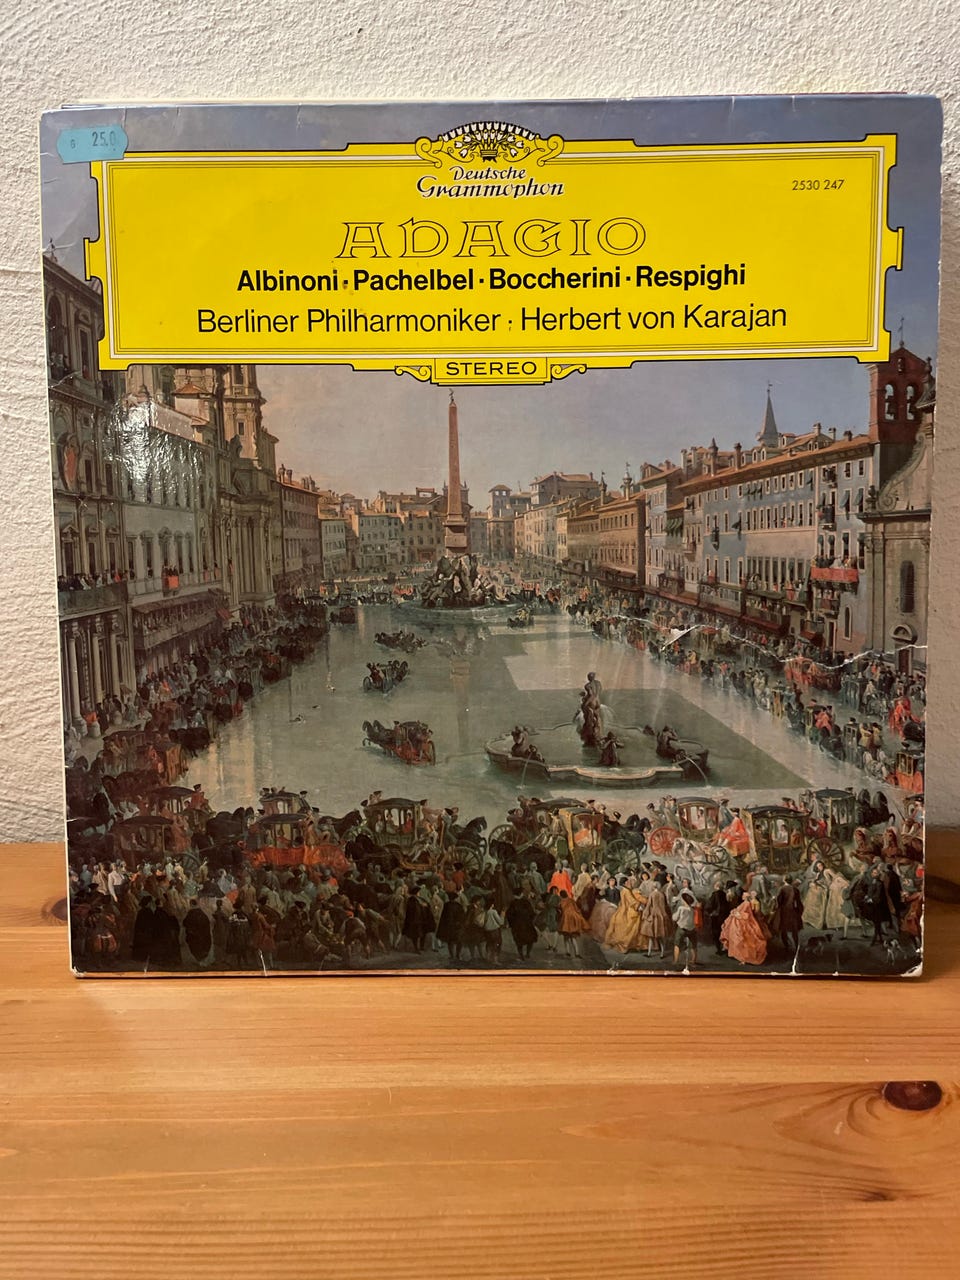 G 25.0
Deutsche
Grammophon
2530 247
ADAGIO
Albinoni · Pachelbel · Boccherini · Respighi
Berliner Philharmoniker · Herbert von Karajan
STEREO